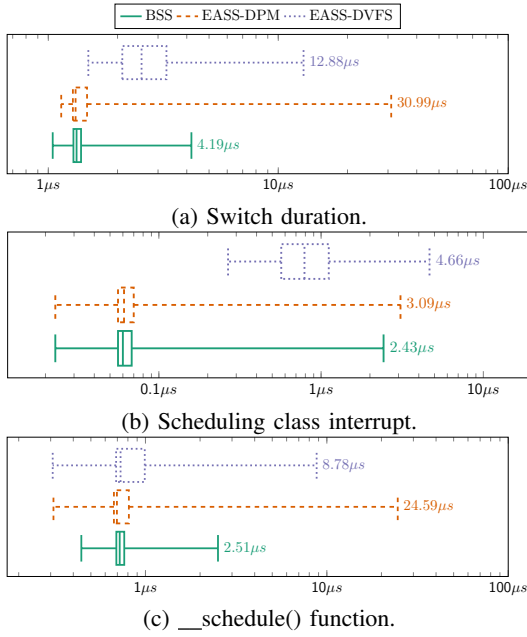 BSS EASS-DPM EASS-DVFS
12.88µs
30.99µs
4.19µs
1µs 10µs 100µs
(a) Switch duration.
4.66µs
3.09µs
2.43µs
0.1µs 1µs 10µs
(b) Scheduling class interrupt.
8.78µs
24.59µs
2.51µs
1µs 10µs 100µs
(c) __schedule() function.